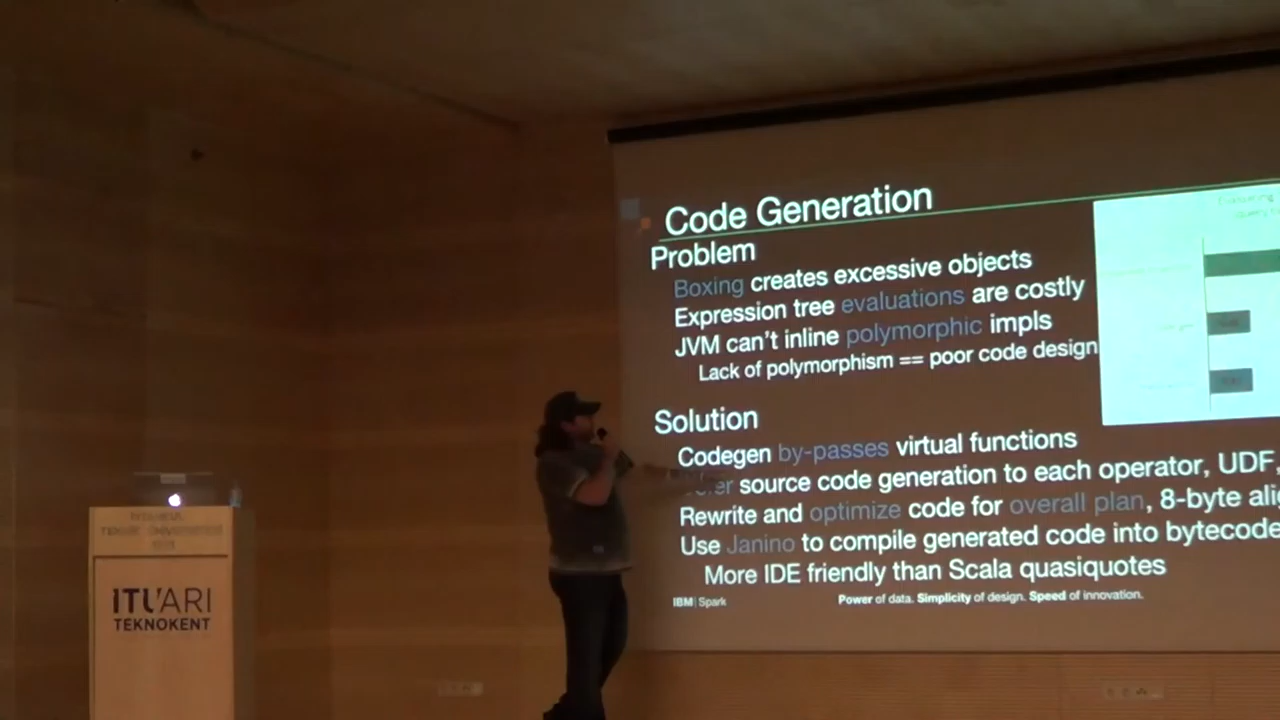 Code Generation
Problem
Boxing creates excessive objects
Expression tree evaluations are costly
JVM can't inline polymorphic impls
Lack of polymorphism == poor code design
Solution
Codegen by-passes virtual functions
source code generation to each operator, UDF,
Rewrite and optimize code for overall plan, 8-byte
Use Janino to compile generated code into bytecode
More IDE friendly than Scala quasiquotes
IBM | Spark
Power of data. Simplicity of design. Speed of innovation.
ITU ARI
TEKNOKENT